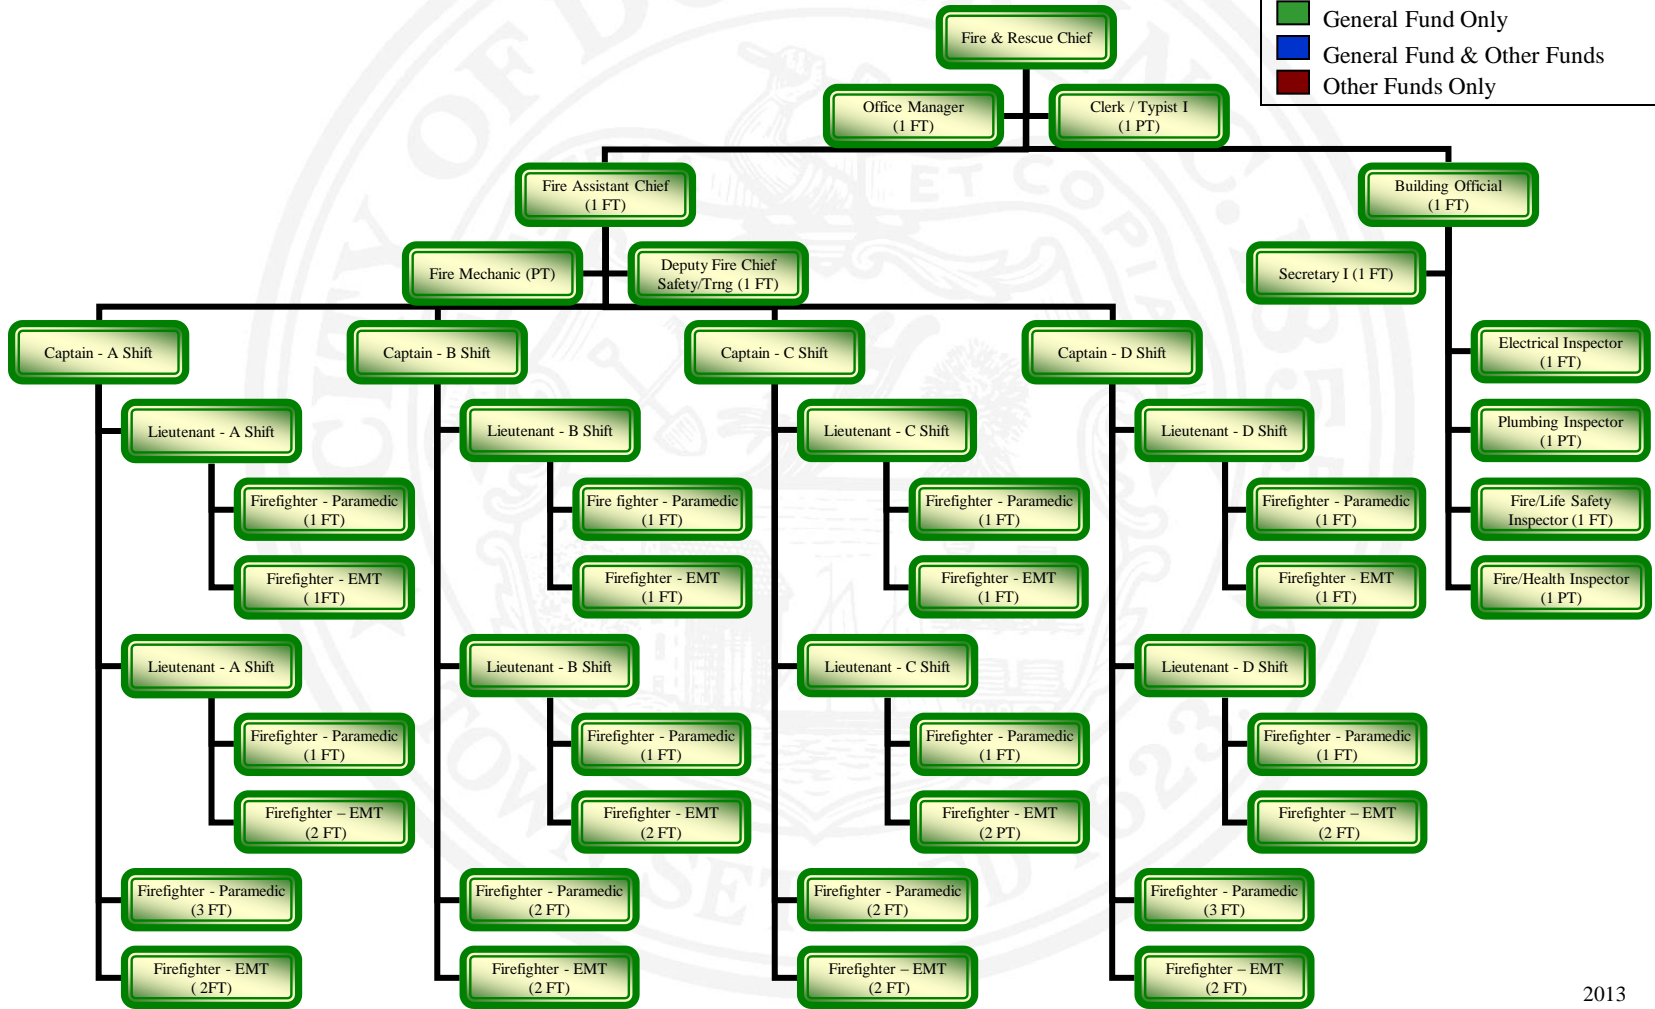 General Fund Only
General Fund & Other Funds
Other Funds Only
Fire & Rescue Chief
Office Manager
(1 FT)
Clerk / Typist I
(1 PT)
Fire Assistant Chief
(1 FT)
Building Official
(1 FT)
Fire Mechanic (PT)
Deputy Fire Chief
Safety/Trng (1 FT)
Secretary I (1 FT)
Captain - A Shift
Captain - B Shift
Captain - C Shift
Captain - D Shift
Electrical Inspector
(1 FT)
Plumbing Inspector
(1 PT)
Fire/Life Safety
Inspector (1 FT)
Fire/Health Inspector
(1 PT)
Lieutenant - A Shift
Firefighter - Paramedic
(1 FT)
Firefighter - EMT
( 1FT)
Lieutenant - A Shift
Firefighter - Paramedic
(1 FT)
Firefighter – EMT
(2 FT)
Firefighter - Paramedic
(3 FT)
Firefighter - EMT
( 2FT)
Lieutenant - B Shift
Fire fighter - Paramedic
(1 FT)
Firefighter - EMT
(1 FT)
Lieutenant - B Shift
Firefighter - Paramedic
(1 FT)
Firefighter - EMT
(2 FT)
Firefighter - Paramedic
(2 FT)
Firefighter - EMT
(2 FT)
Lieutenant - C Shift
Firefighter - Paramedic
(1 FT)
Firefighter - EMT
(1 FT)
Lieutenant - C Shift
Firefighter - Paramedic
(1 FT)
Firefighter - EMT
(2 PT)
Firefighter - Paramedic
(2 FT)
Firefighter – EMT
(2 FT)
Lieutenant - D Shift
Firefighter - Paramedic
(1 FT)
Firefighter - EMT
(1 FT)
Lieutenant - D Shift
Firefighter - Paramedic
(1 FT)
Firefighter – EMT
(2 FT)
Firefighter - Paramedic
(3 FT)
Firefighter – EMT
(2 FT)
2013